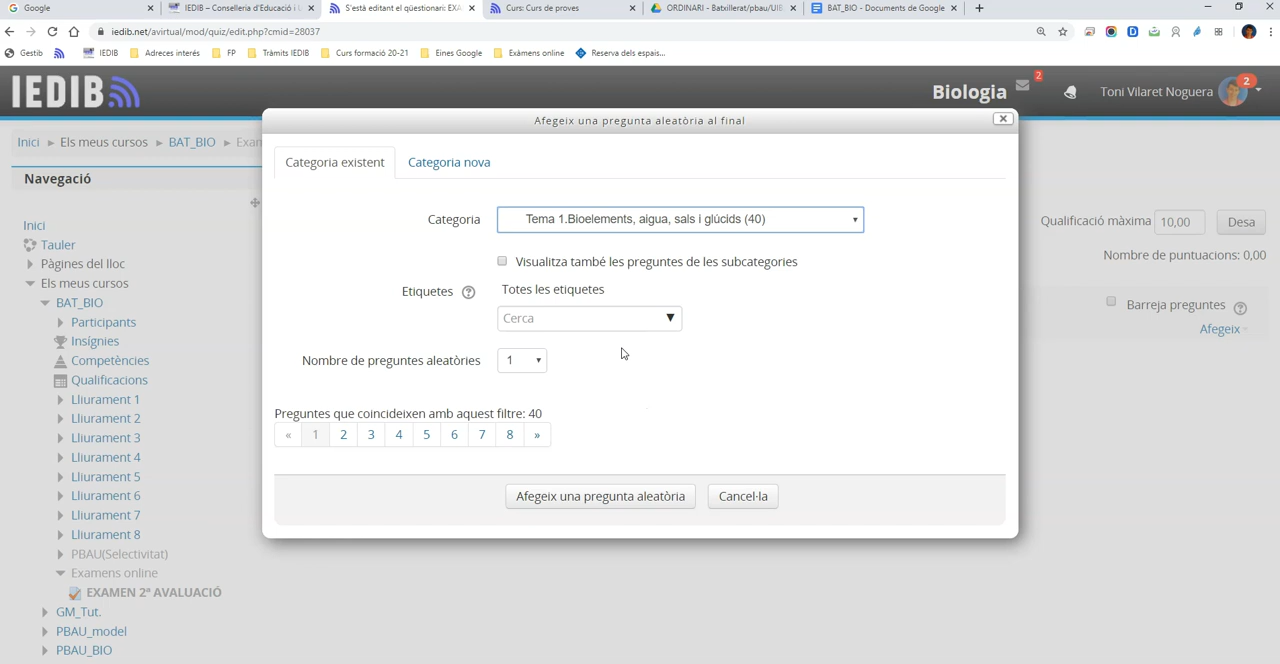 Google
IEDIB – Conselleria d'Educació i U
S'està editant el qüestionari: EXA
Curs: Curs de proves
ORDINARI - Batxillerat/pbau/UIB
BAT_BIO - Documents de Google
iedib.net/avirtual/mod/quiz/edit.php?cmid=28037
Gestib
IEDIB
Adreces interés
FP
Tràmits IEDIB
Curs formació 20-21
Eines Google
Exàmens online
Reserva dels espais...
IEDIB
Biologia
2
Toni Vilaret Noguera
2
Inici ► Els meus cursos ► BAT_BIO ► Exam
Navegació
Inici
Tauler
Pàgines del lloc
Els meus cursos
BAT_BIO
Participants
Insígnies
Competències
Qualificacions
Lliurament 1
Lliurament 2
Lliurament 3
Lliurament 4
Lliurament 5
Lliurament 6
Lliurament 7
Lliurament 8
PBAU(Selectivitat)
Examens online
EXAMEN 2ª AVALUACIÓ
GM_Tut.
PBAU_model
PBAU_BIO
Afegeix una pregunta aleatòria al final
Categoria existent
Categoria nova
Categoria
Tema 1.Bioelements, aigua, sals i glúcids (40)
Visualitza també les preguntes de les subcategories
Etiquetes
Totes les etiquetes
Cerca
Nombre de preguntes aleatòries
1
Preguntes que coincideixen amb aquest filtre: 40
« 1 2 3 4 5 6 7 8 »
Afegeix una pregunta aleatòria
Cancel·la
Qualificació màxima 10,00 Desa
Nombre de puntuacions: 0,00
Barreja preguntes
Afegeix